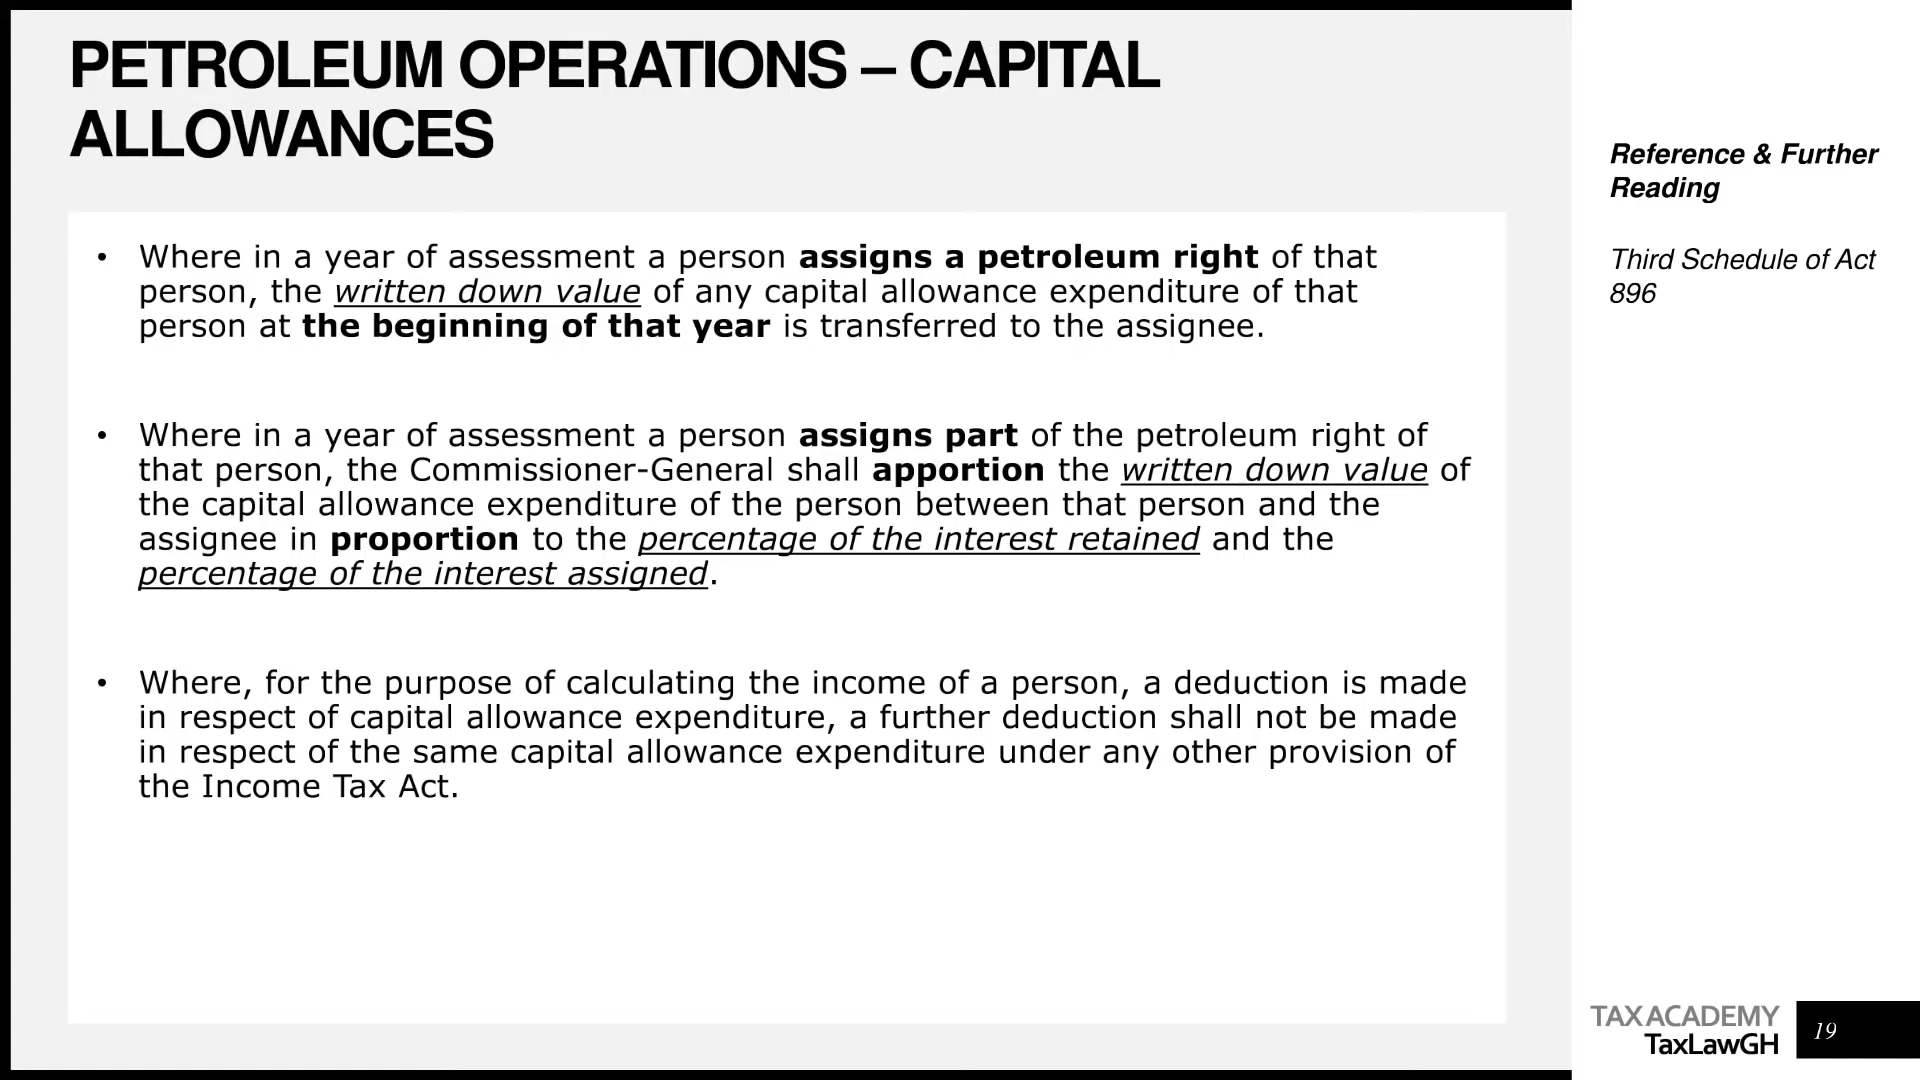 PETROLEUM OPERATIONS – CAPITAL
ALLOWANCES
• Where in a year of assessment a person assigns a petroleum right of that
person, the written down value of any capital allowance expenditure of that
person at the beginning of that year is transferred to the assignee.
• Where in a year of assessment a person assigns part of the petroleum right of
that person, the Commissioner-General shall apportion the written down value of
the capital allowance expenditure of the person between that person and the
assignee in proportion to the percentage of the interest retained and the
percentage of the interest assigned.
• Where, for the purpose of calculating the income of a person, a deduction is made
in respect of capital allowance expenditure, a further deduction shall not be made
in respect of the same capital allowance expenditure under any other provision of
the Income Tax Act.
Reference & Further
Reading
Third Schedule of Act
896
TAX ACADEMY
TaxLawGH
19